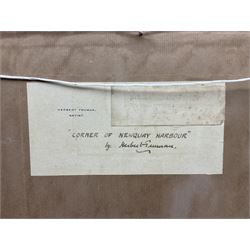 HERBERT TRUMAN,
ARTIST.
"CORNER OF NEWQUAY HARBOUR"
by Herbert Truman.